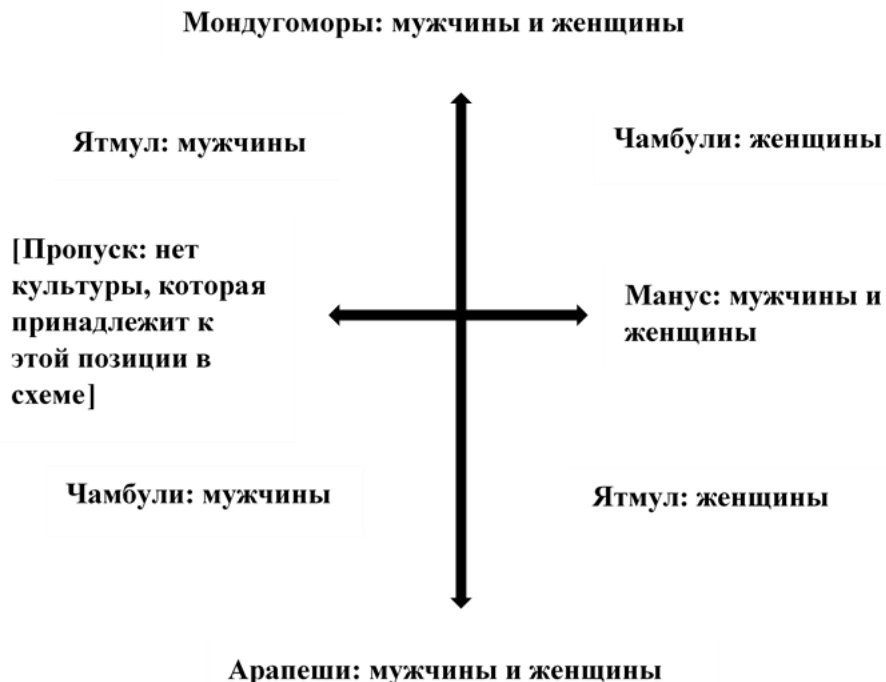 Мондугоморы: мужчины и женщины
Ятмул: мужчины
Чамбули: женщины
[Пропуск: нет
культуры, которая
принадлежит к
этой позиции в
схеме]
Манус: мужчины и
женщины
Чамбули: мужчины
Ятмул: женщины
Арапеши: мужчины и женщины